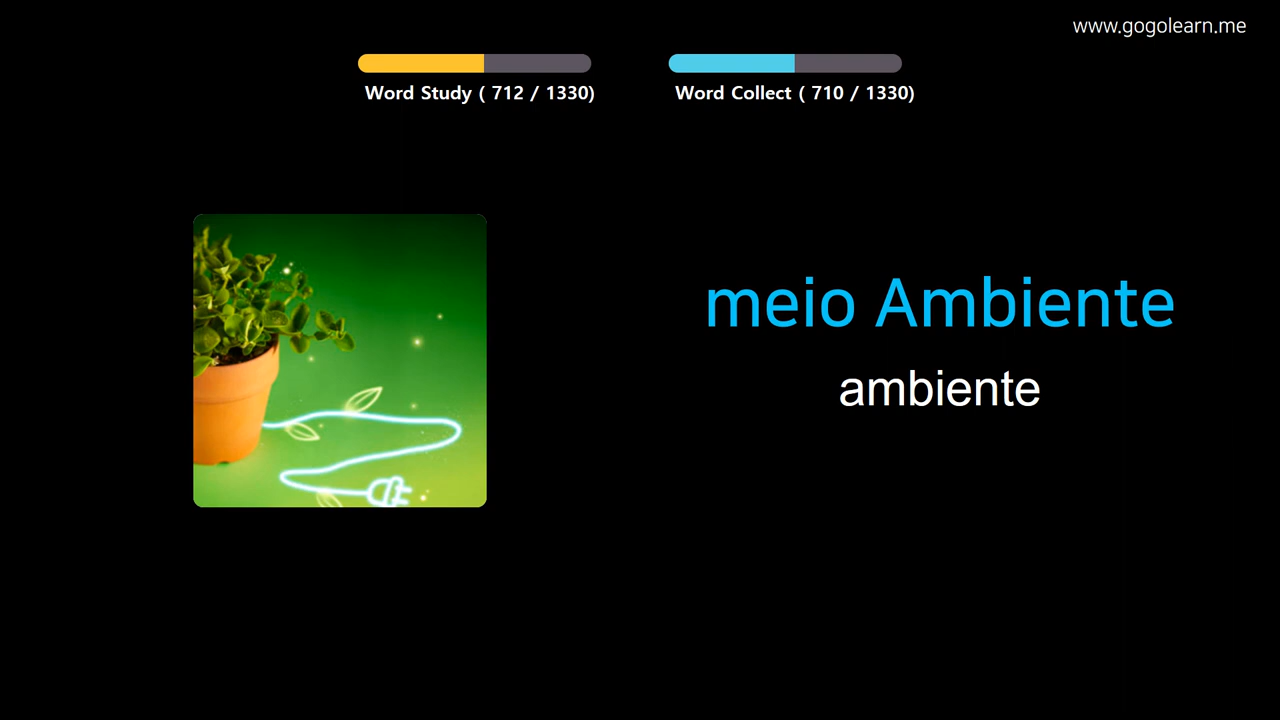 www.gogolearn.me
Word Study ( 712 / 1330)
Word Collect ( 710 / 1330)
meio Ambiente
ambiente